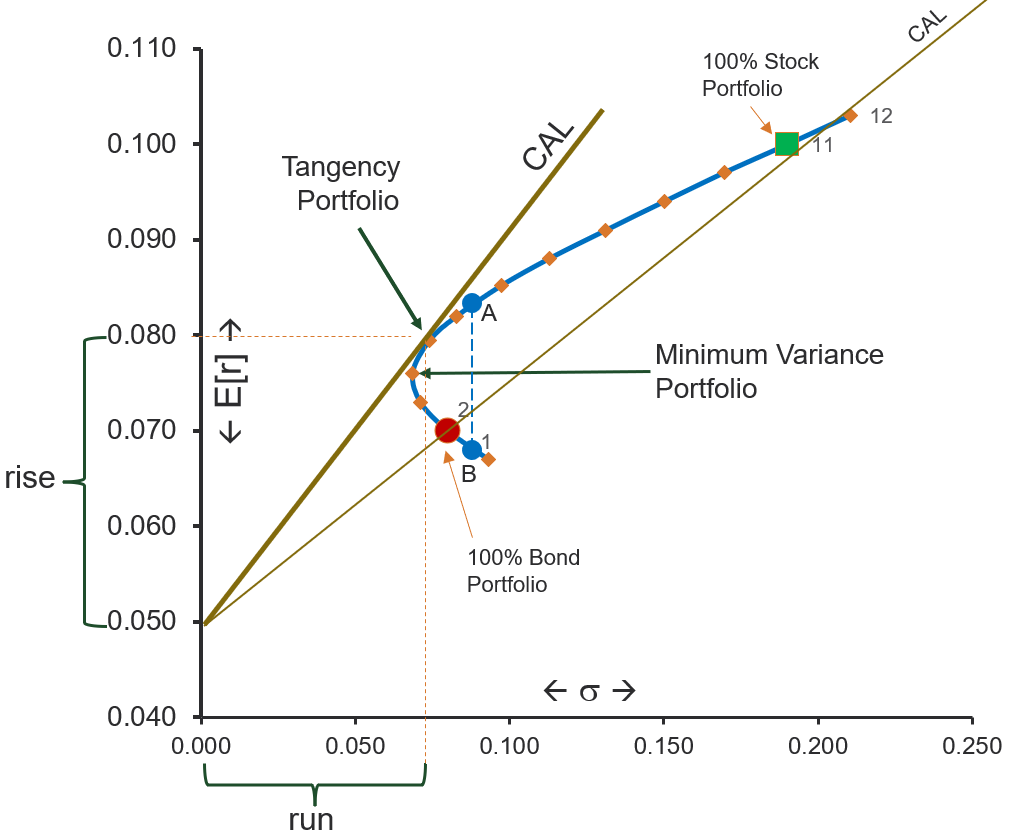 CAL
0.110
100% Stock
Portfolio
12
0.100
11
CAL
Tangency
Portfolio
0.090
A
0.080
← E[r] →
Minimum Variance
Portfolio
2
0.070
1
B
rise
0.060
100% Bond
Portfolio
0.050
← σ →
0.040
0.000
0.050
0.100
0.150
0.200
0.250
run